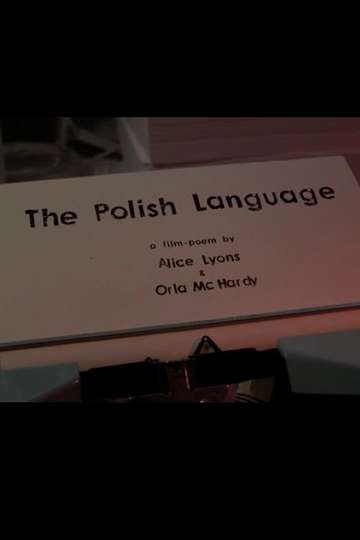 The Polish Language
a film-poem by
Alice Lyons
&
Orla Mc Hardy